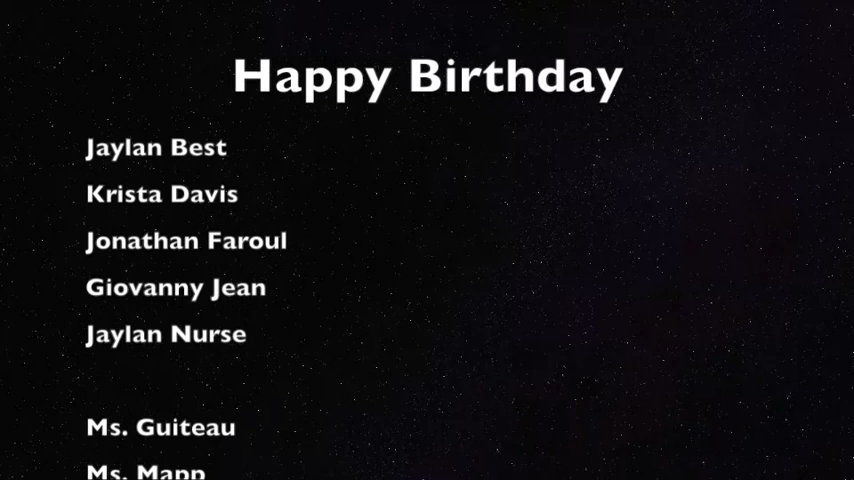 Happy Birthday
Jaylan Best
Krista Davis
Jonathan Faroul
Giovanny Jean
Jaylan Nurse
Ms. Guiteau
Ms. Mapp